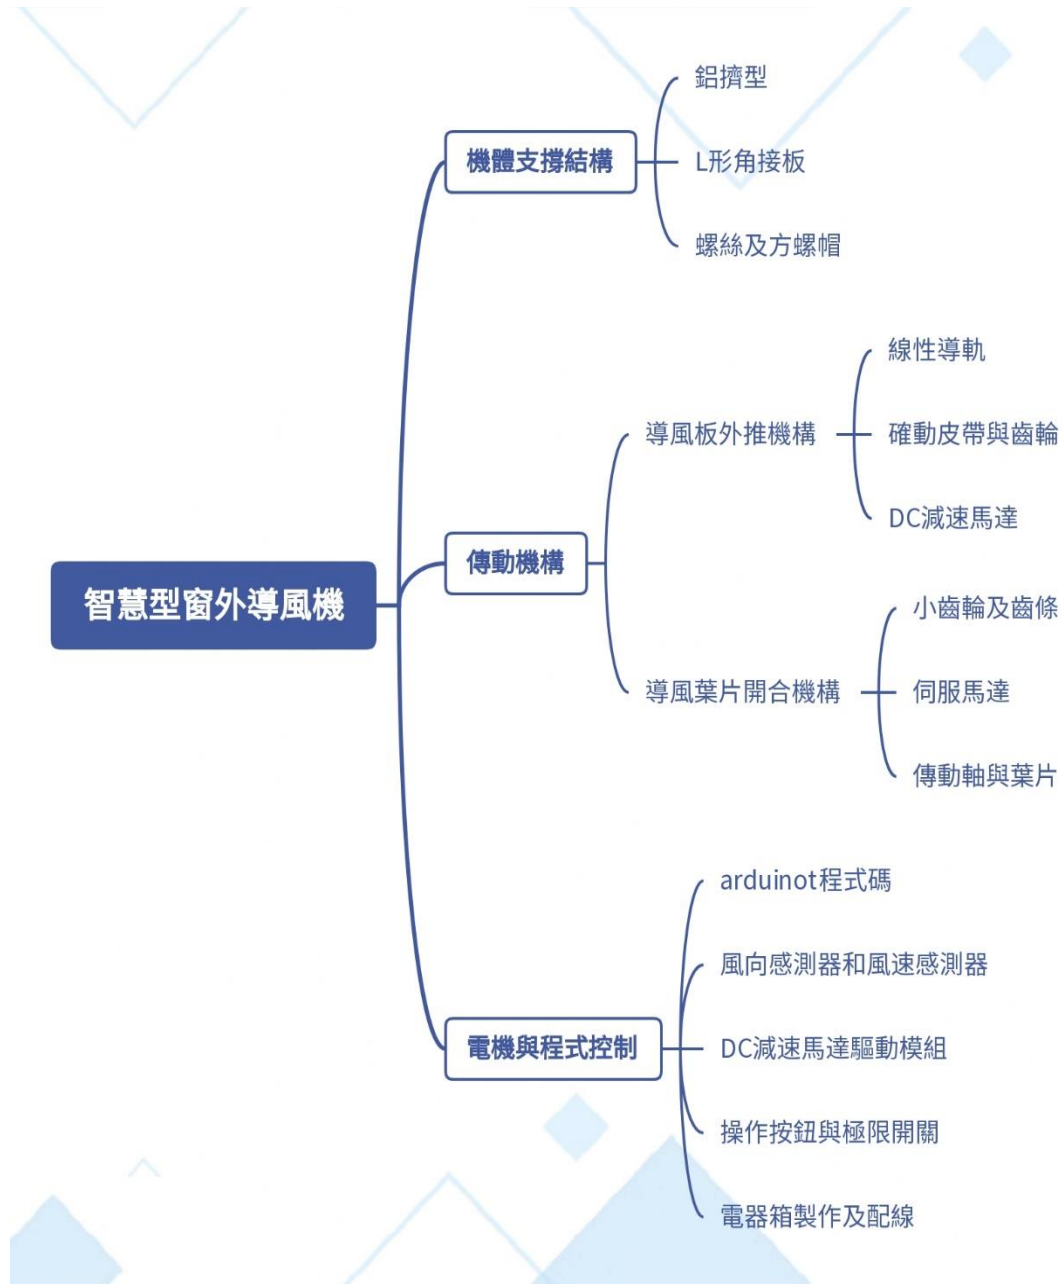 智慧型窗外導風機
機體支撐結構
鋁擠型
L形角接板
螺絲及方螺帽
傳動機構
導風板外推機構
線性導軌
確動皮帶與齒輪
DC減速馬達
導風葉片開合機構
小齒輪及齒條
伺服馬達
傳動軸與葉片
電機與程式控制
arduinot程式碼
風向感測器和風速感測器
DC減速馬達驅動模組
操作按鈕與極限開關
電器箱製作及配線